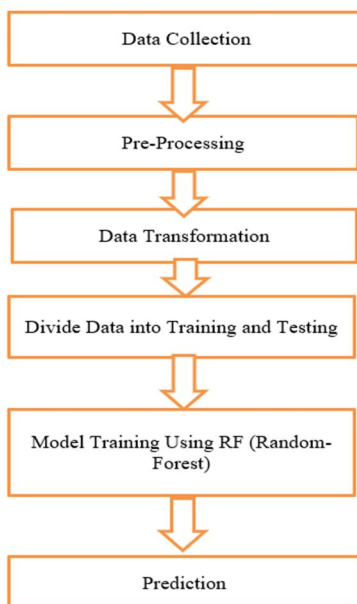 Data Collection
Pre-Processing
Data Transformation
Divide Data into Training and Testing
Model Training Using RF (Random-
Forest)
Prediction